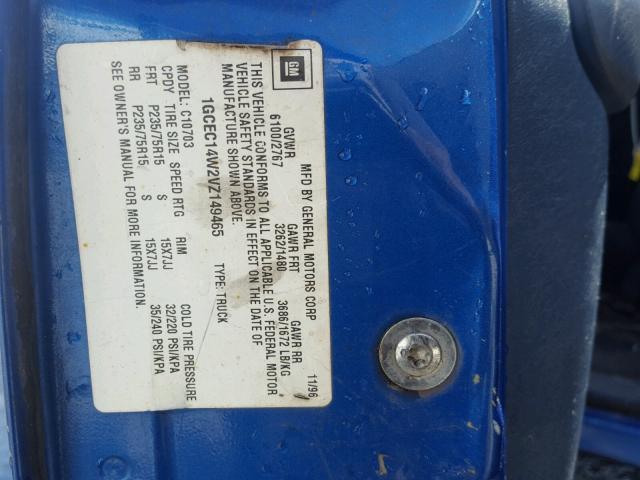 GM
MFD BY GENERAL MOTORS CORP 11/96
GVWR GAWR FRT GAWR RR
6100/2767 3262/1480 3686/1672 LB/KG
THIS VEHICLE CONFORMS TO ALL APPLICABLE U.S. FEDERAL MOTOR
VEHICLE SAFETY STANDARDS IN EFFECT ON THE DATE OF
MANUFACTURE SHOWN ABOVE.
1GCEC14W2VZ149465 TYPE: TRUCK
MODEL: C10703
CPDY TIRE SIZE SPEED RTG RIM COLD TIRE PRESSURE
FRT P235/75R15 S 15X7JJ 32/220 PSI/KPA
RR P235/75R15 S 15X7JJ 35/240 PSI/KPA
SEE OWNER'S MANUAL FOR MORE INFORMATION.